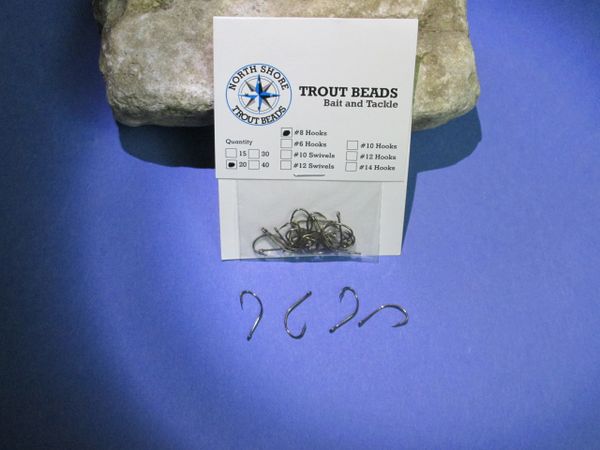 NORTH SHORE
TROUT BEADS
TROUT BEADS
Bait and Tackle
#8 Hooks
Quantity
#6 Hooks
#10 Hooks
15
30
#10 Swivels
#12 Hooks
20
40
#12 Swivels
#14 Hooks